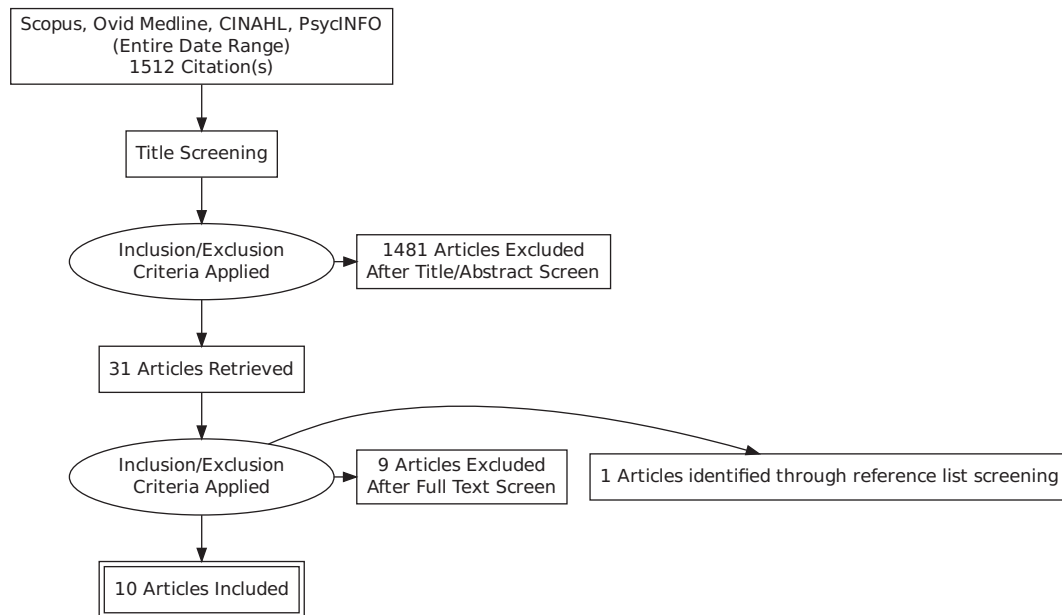 Scopus, Ovid Medline, CINAHL, PsycINFO
(Entire Date Range)
1512 Citation(s)
Title Screening
Inclusion/Exclusion
Criteria Applied
1481 Articles Excluded
After Title/Abstract Screen
31 Articles Retrieved
Inclusion/Exclusion
Criteria Applied
9 Articles Excluded
After Full Text Screen
1 Articles identified through reference list screening
10 Articles Included